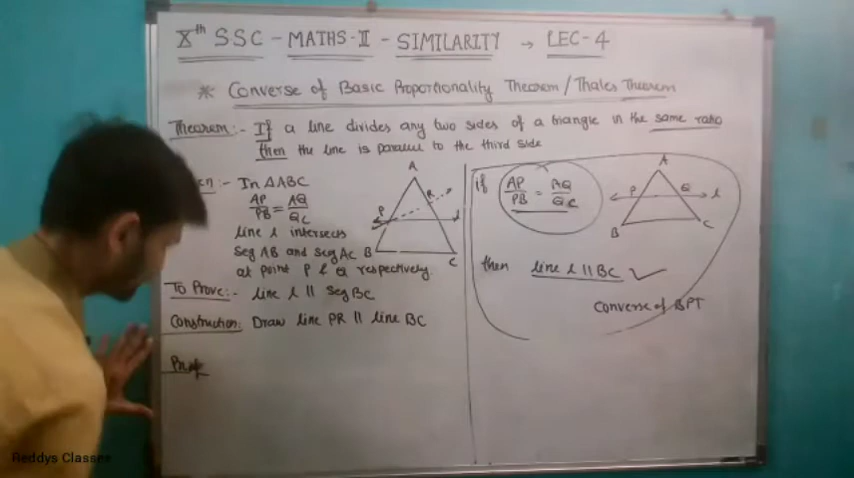 Xth SSC - MATHS-II - SIMILARITY → LEC-4
* Converse of Basic Proportionality Theorem / Thales Theorem
Theorem:- If a line divides any two sides of a triangle in the same ratio
then the line is parallel to the third side
:- In △ABC
AP/PB = AQ/QC
line l intersects
seg AB and seg AC
at point P & Q respectively
A
P
R
l
B
C
To Prove:- line l || seg BC
Construction: Draw line PR || line BC
Proof
if AP/PB = AQ/QC
A
P
Q
l
B
C
then line l || BC ✓
Converse of BPT
Reddys Classes